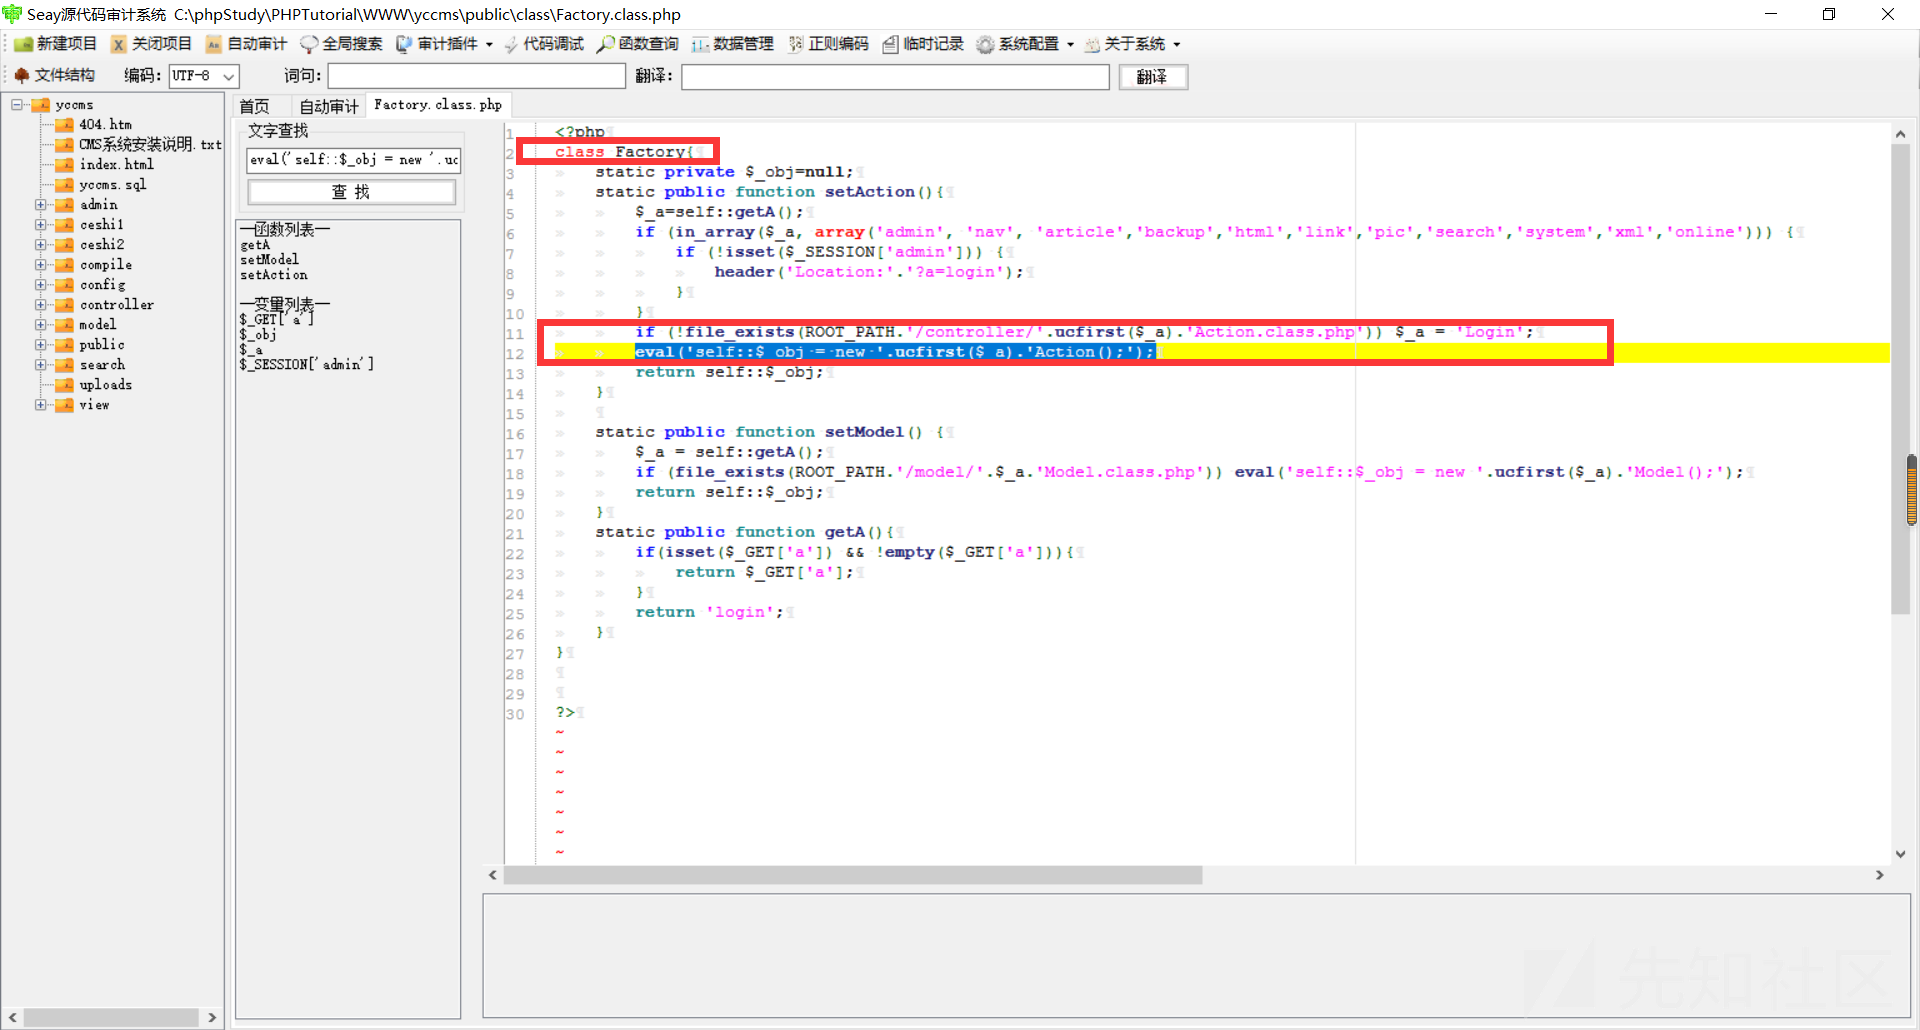 Seay源代码审计系统  C:\phpStudy\PHPTutorial\WWW\yccms\public\class\Factory.class.php
新建项目 关闭项目 自动审计 全局搜索 审计插件 代码调试 函数查询 数据管理 正则编码 临时记录 系统配置 关于系统
文件结构 编码: UTF-8 词句: 翻译: 翻译
yccms
404.htm
CMS系统安装说明.txt
index.html
yccms.sql
admin
ceshi1
ceshi2
compile
config
controller
model
public
search
uploads
view
首页 自动审计 Factory.class.php
文字查找
eval('self::$_obj = new '.uc
查 找
—函数列表—
getA
setModel
setAction
—变量列表—
$_GET['a']
$_obj
$_a
$_SESSION['admin']
1 <?php
2 class Factory{
3 static private $_obj=null;
4 static public function setAction(){
5 $_a=self::getA();
6 if (in_array($_a, array('admin', 'nav', 'article','backup','html','link','pic','search','system','xml','online'))) {
7 if (!isset($_SESSION['admin'])) {
8 header('Location:'.'?a=login');
9 }
10 }
11 if (!file_exists(ROOT_PATH.'/controller/'.ucfirst($_a).'Action.class.php')) $_a = 'Login';
12 eval('self::$_obj = new '.ucfirst($_a).'Action();');
13 return self::$_obj;
14 }
15
16 static public function setModel() {
17 $_a = self::getA();
18 if (file_exists(ROOT_PATH.'/model/'.$_a.'Model.class.php')) eval('self::$_obj = new '.ucfirst($_a).'Model();');
19 return self::$_obj;
20 }
21 static public function getA(){
22 if(isset($_GET['a']) && !empty($_GET['a'])){
23 return $_GET['a'];
24 }
25 return 'login';
26 }
27 }
28
29
30 ?>
~
~
~
~
~
~
~
先知社区